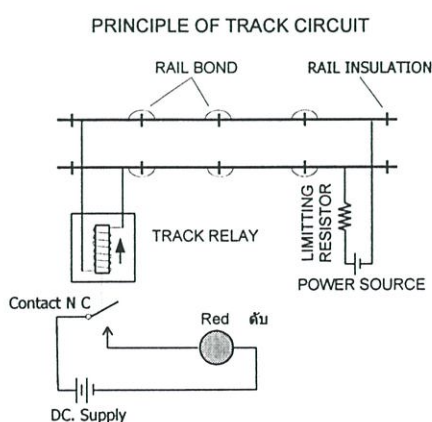 PRINCIPLE OF TRACK CIRCUIT
RAIL BOND
RAIL INSULATION
TRACK RELAY
LIMITTING
RESISTOR
POWER SOURCE
Contact N C
Red ดับ
DC. Supply